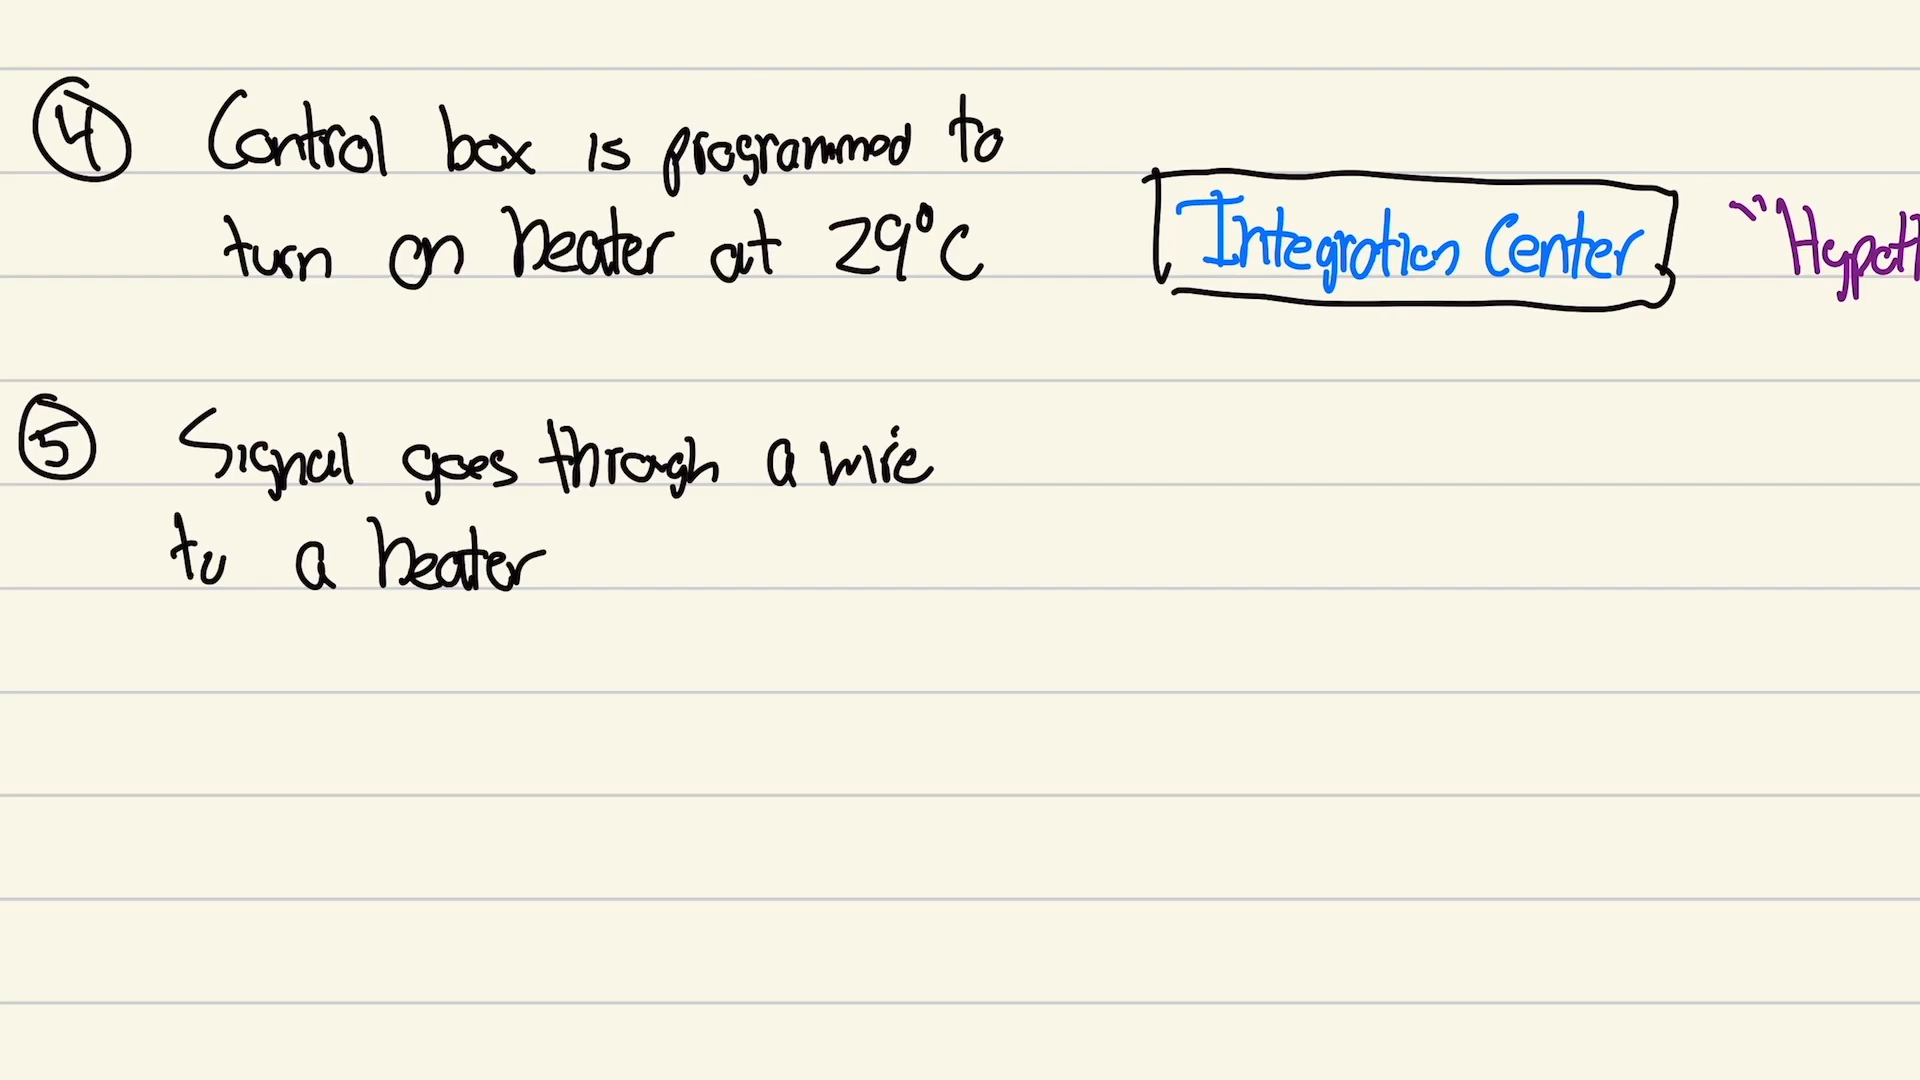 4 Control box is programmed to
turn on heater at 29°C
Integration Center
5 Signal goes through a wire
to a heater